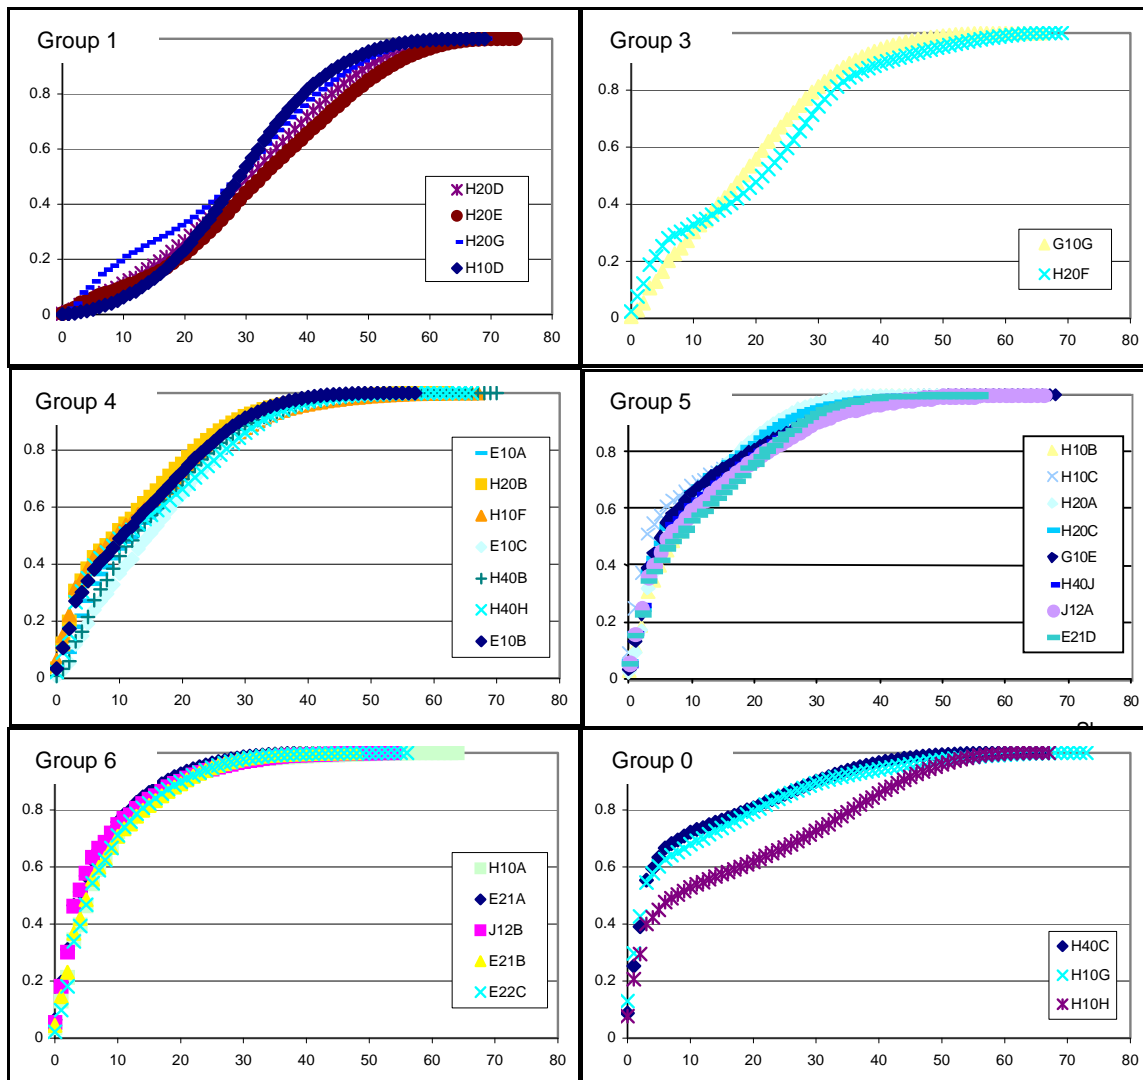 Group 1
0.8
0.6
0.4
0.2
0
0 10 20 30 40 50 60 70 80
H20D
H20E
H20G
H10D
Group 3
0.8
0.6
0.4
0.2
0
0 10 20 30 40 50 60 70 80
G10G
H20F
Group 4
0.8
0.6
0.4
0.2
0
0 10 20 30 40 50 60 70 80
E10A
H20B
H10F
E10C
H40B
H40H
E10B
Group 5
0.8
0.6
0.4
0.2
0
0 10 20 30 40 50 60 70 80
H10B
H10C
H20A
H20C
G10E
H40J
J12A
E21D
Group 6
0.8
0.6
0.4
0.2
0
0 10 20 30 40 50 60 70 80
H10A
E21A
J12B
E21B
E22C
Group 0
0.8
0.6
0.4
0.2
0
0 10 20 30 40 50 60 70 80
H40C
H10G
H10H